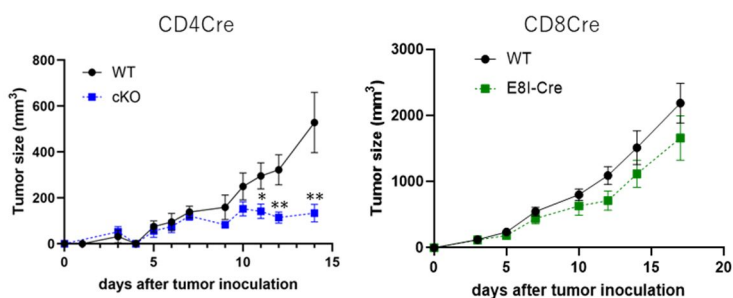 CD4Cre
Tumor size (mm³)
800
600
400
200
0
WT
cKO
*
**
**
0
5
10
15
days after tumor inoculation
CD8Cre
Tumor size (mm³)
3000
2000
1000
0
WT
E8I-Cre
0
5
10
15
20
days after tumor inoculation